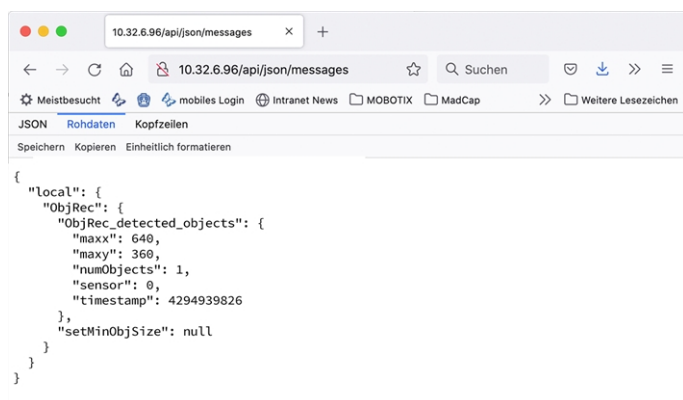 10.32.6.96/api/json/messages
10.32.6.96/api/json/messages
Suchen
Meistbesucht mobiles Login Intranet News MOBOTIX MadCap Weitere Lesezeichen
JSON Rohdaten Kopfzeilen
Speichern Kopieren Einheitlich formatieren
{
  "local": {
    "ObjRec": {
      "ObjRec_detected_objects": {
        "maxx": 640,
        "maxy": 360,
        "numObjects": 1,
        "sensor": 0,
        "timestamp": 4294939826
      },
      "setMinObjSize": null
    }
  }
}